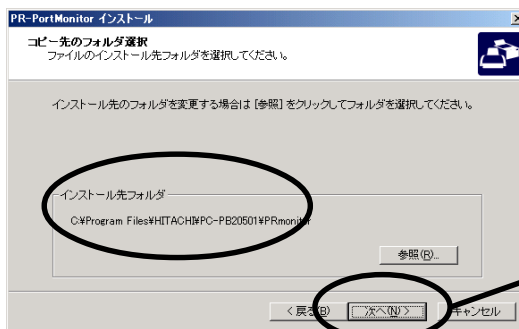 PR-PortMonitor インストール
コピー先のフォルダ選択
ファイルのインストール先フォルダを選択してください。
インストール先のフォルダを変更する場合は [参照] をクリックしてフォルダを選択してください。
インストール先フォルダ
C:¥Program Files¥HITACHI¥PC-PB20501¥PRmonitor
参照(R)...
< 戻る(B)
次へ(N) >
キャンセル